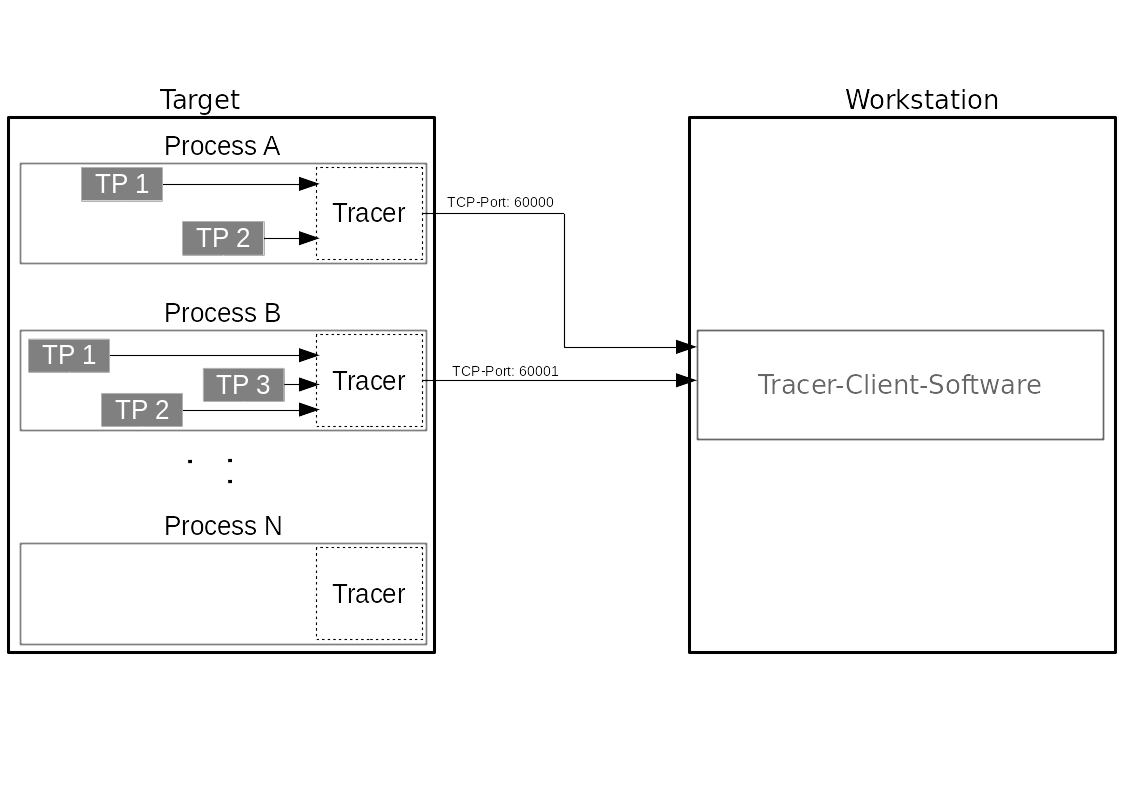 Target
Workstation
Process A
TP 1
Tracer
TP 2
TCP-Port: 60000
Process B
TP 1
TP 3
TP 2
Tracer
TCP-Port: 60001
Tracer-Client-Software
Process N
Tracer